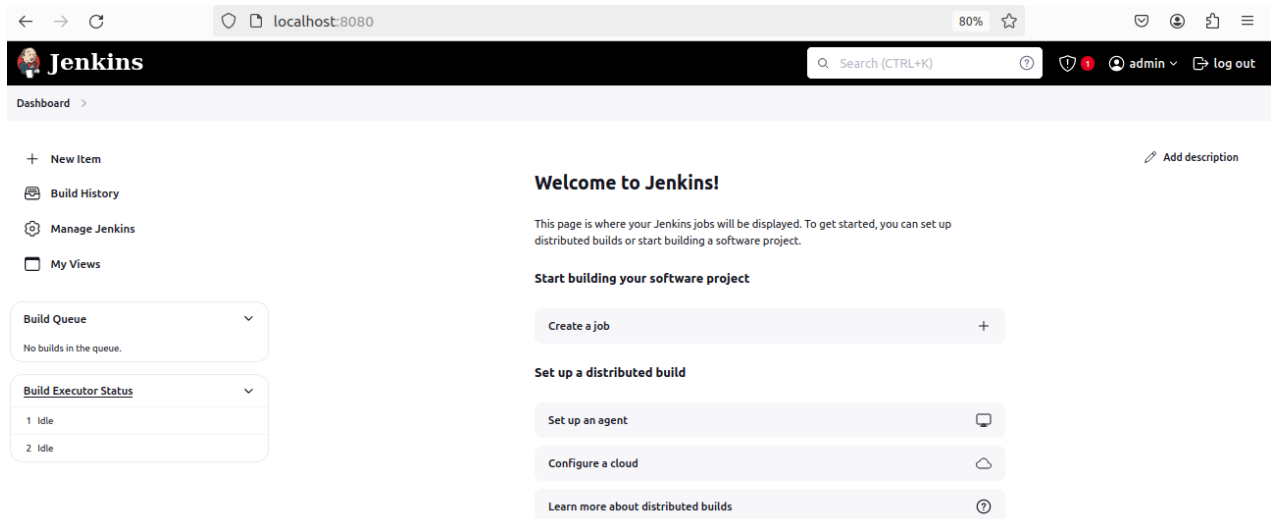 localhost:8080
80%
Jenkins
Search (CTRL+K)
1
admin
log out
Dashboard
New Item
Build History
Manage Jenkins
My Views
Build Queue
No builds in the queue.
Build Executor Status
1 Idle
2 Idle
Add description
Welcome to Jenkins!
This page is where your Jenkins jobs will be displayed. To get started, you can set up
distributed builds or start building a software project.
Start building your software project
Create a job
Set up a distributed build
Set up an agent
Configure a cloud
Learn more about distributed builds